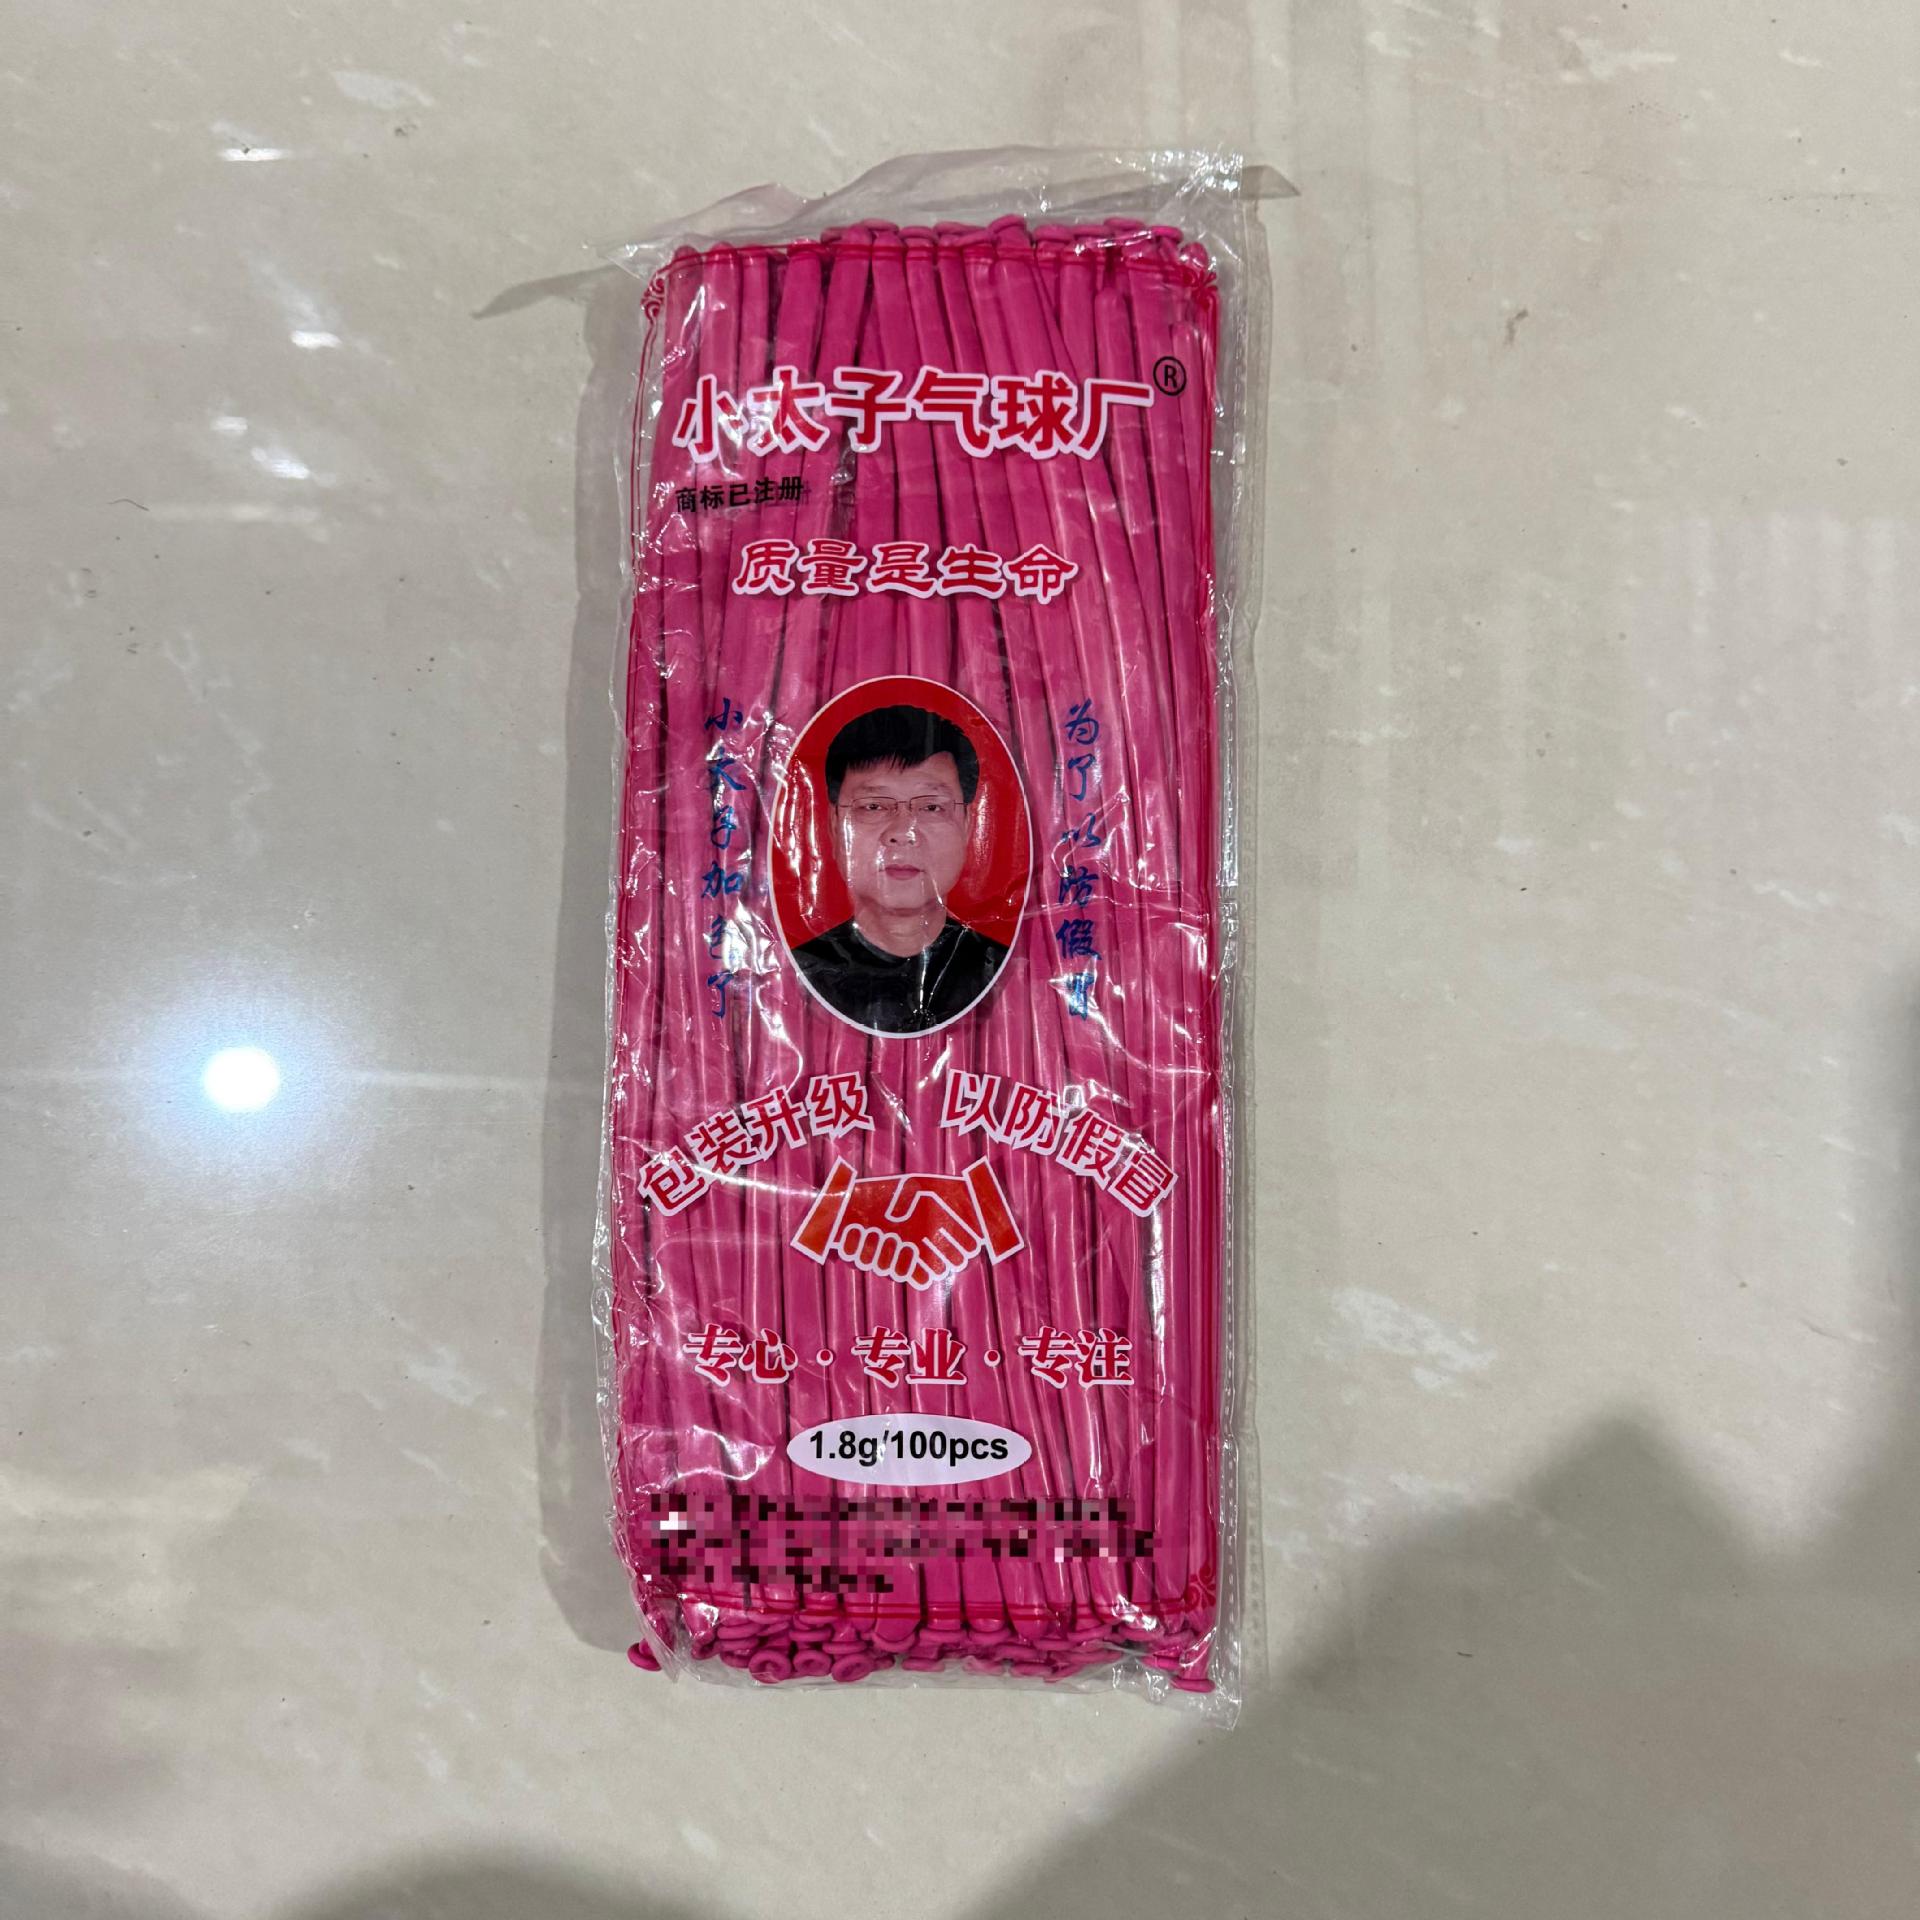 小太子气球厂®
商标已注册
质量是生命
小太子加色了
为了以防假冒
包装升级 以防假冒
专心·专业·专注
1.8g/100pcs